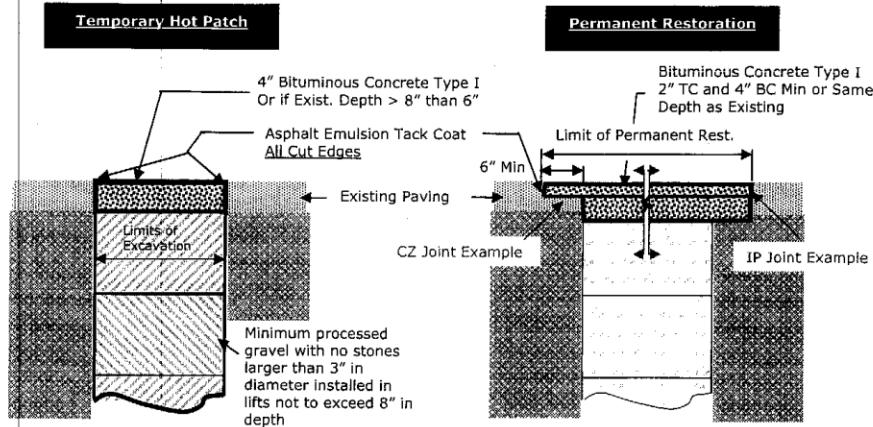 Temporary Hot Patch
4" Bituminous Concrete Type I
Or if Exist. Depth > 8" than 6"
Asphalt Emulsion Tack Coat
All Cut Edges
Existing Paving
Limits of
Excavation
Minimum processed
gravel with no stones
larger than 3" in
diameter installed in
lifts not to exceed 8" in
depth
Permanent Restoration
Bituminous Concrete Type I
2" TC and 4" BC Min or Same
Depth as Existing
Limit of Permanent Rest.
6" Min
CZ Joint Example
IP Joint Example